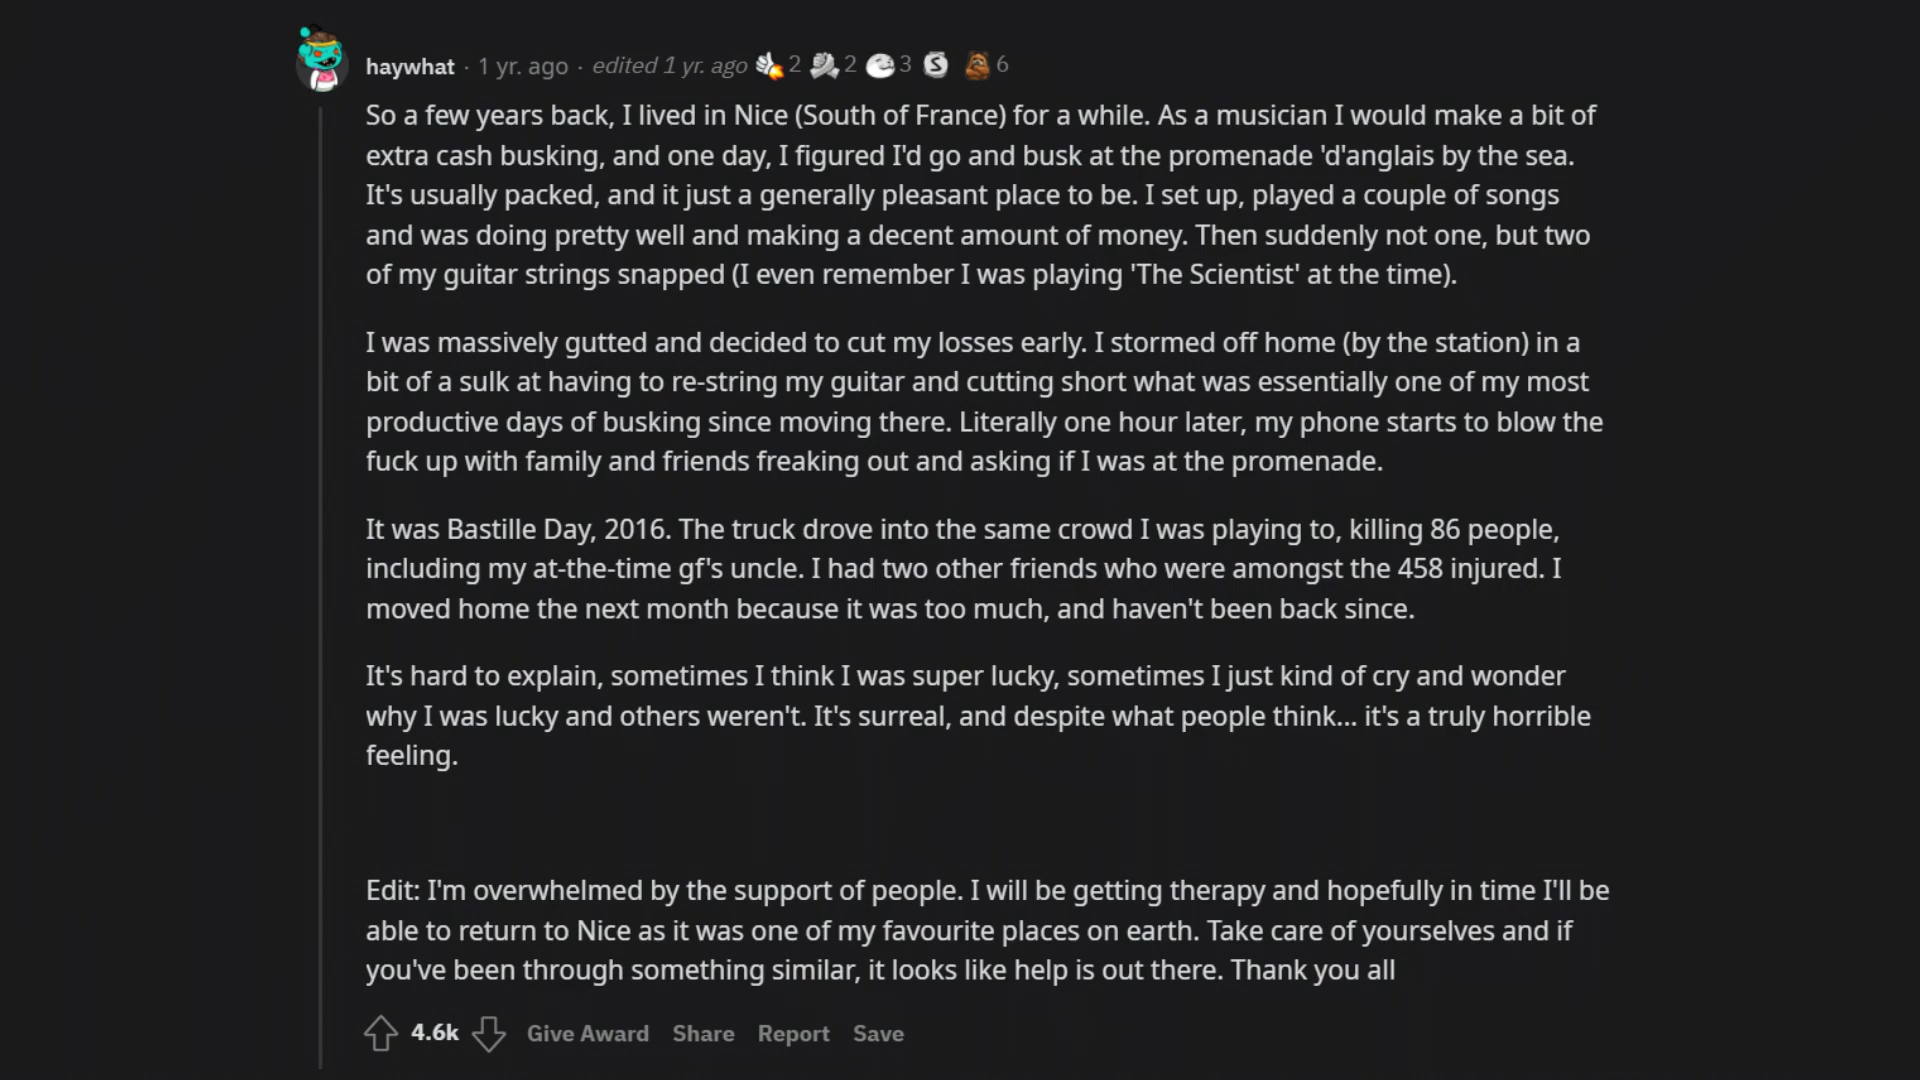 haywhat · 1 yr. ago · edited 1 yr. ago 2 2 3 S 6
So a few years back, I lived in Nice (South of France) for a while. As a musician I would make a bit of
extra cash busking, and one day, I figured I'd go and busk at the promenade 'd'anglais by the sea.
It's usually packed, and it just a generally pleasant place to be. I set up, played a couple of songs
and was doing pretty well and making a decent amount of money. Then suddenly not one, but two
of my guitar strings snapped (I even remember I was playing 'The Scientist' at the time).
I was massively gutted and decided to cut my losses early. I stormed off home (by the station) in a
bit of a sulk at having to re-string my guitar and cutting short what was essentially one of my most
productive days of busking since moving there. Literally one hour later, my phone starts to blow the
fuck up with family and friends freaking out and asking if I was at the promenade.
It was Bastille Day, 2016. The truck drove into the same crowd I was playing to, killing 86 people,
including my at-the-time gf's uncle. I had two other friends who were amongst the 458 injured. I
moved home the next month because it was too much, and haven't been back since.
It's hard to explain, sometimes I think I was super lucky, sometimes I just kind of cry and wonder
why I was lucky and others weren't. It's surreal, and despite what people think... it's a truly horrible
feeling.
Edit: I'm overwhelmed by the support of people. I will be getting therapy and hopefully in time I'll be
able to return to Nice as it was one of my favourite places on earth. Take care of yourselves and if
you've been through something similar, it looks like help is out there. Thank you all
4.6k Give Award Share Report Save